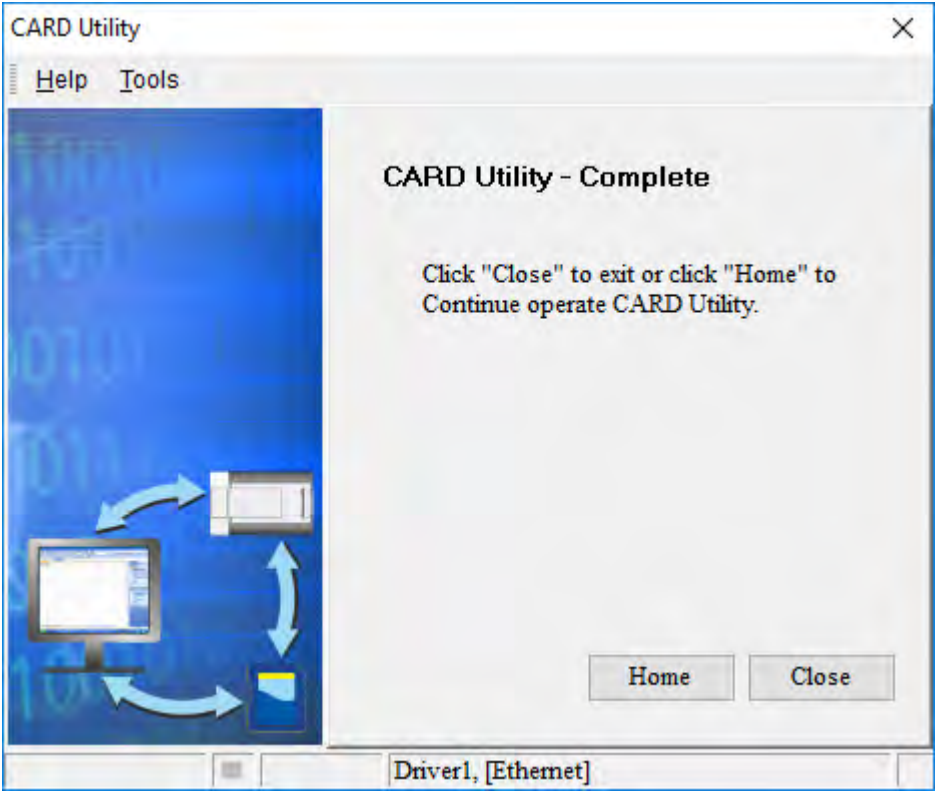 CARD Utility
Help Tools
CARD Utility - Complete
Click "Close" to exit or click "Home" to
Continue operate CARD Utility.
Home Close
Driver1, [Ethernet]